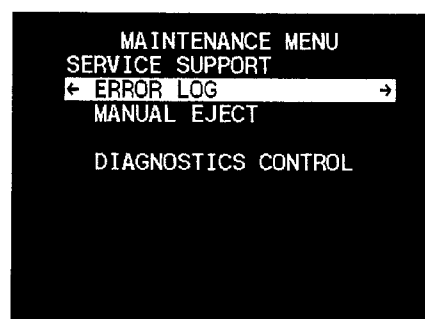 MAINTENANCE MENU
SERVICE SUPPORT
← ERROR LOG →
MANUAL EJECT
DIAGNOSTICS CONTROL